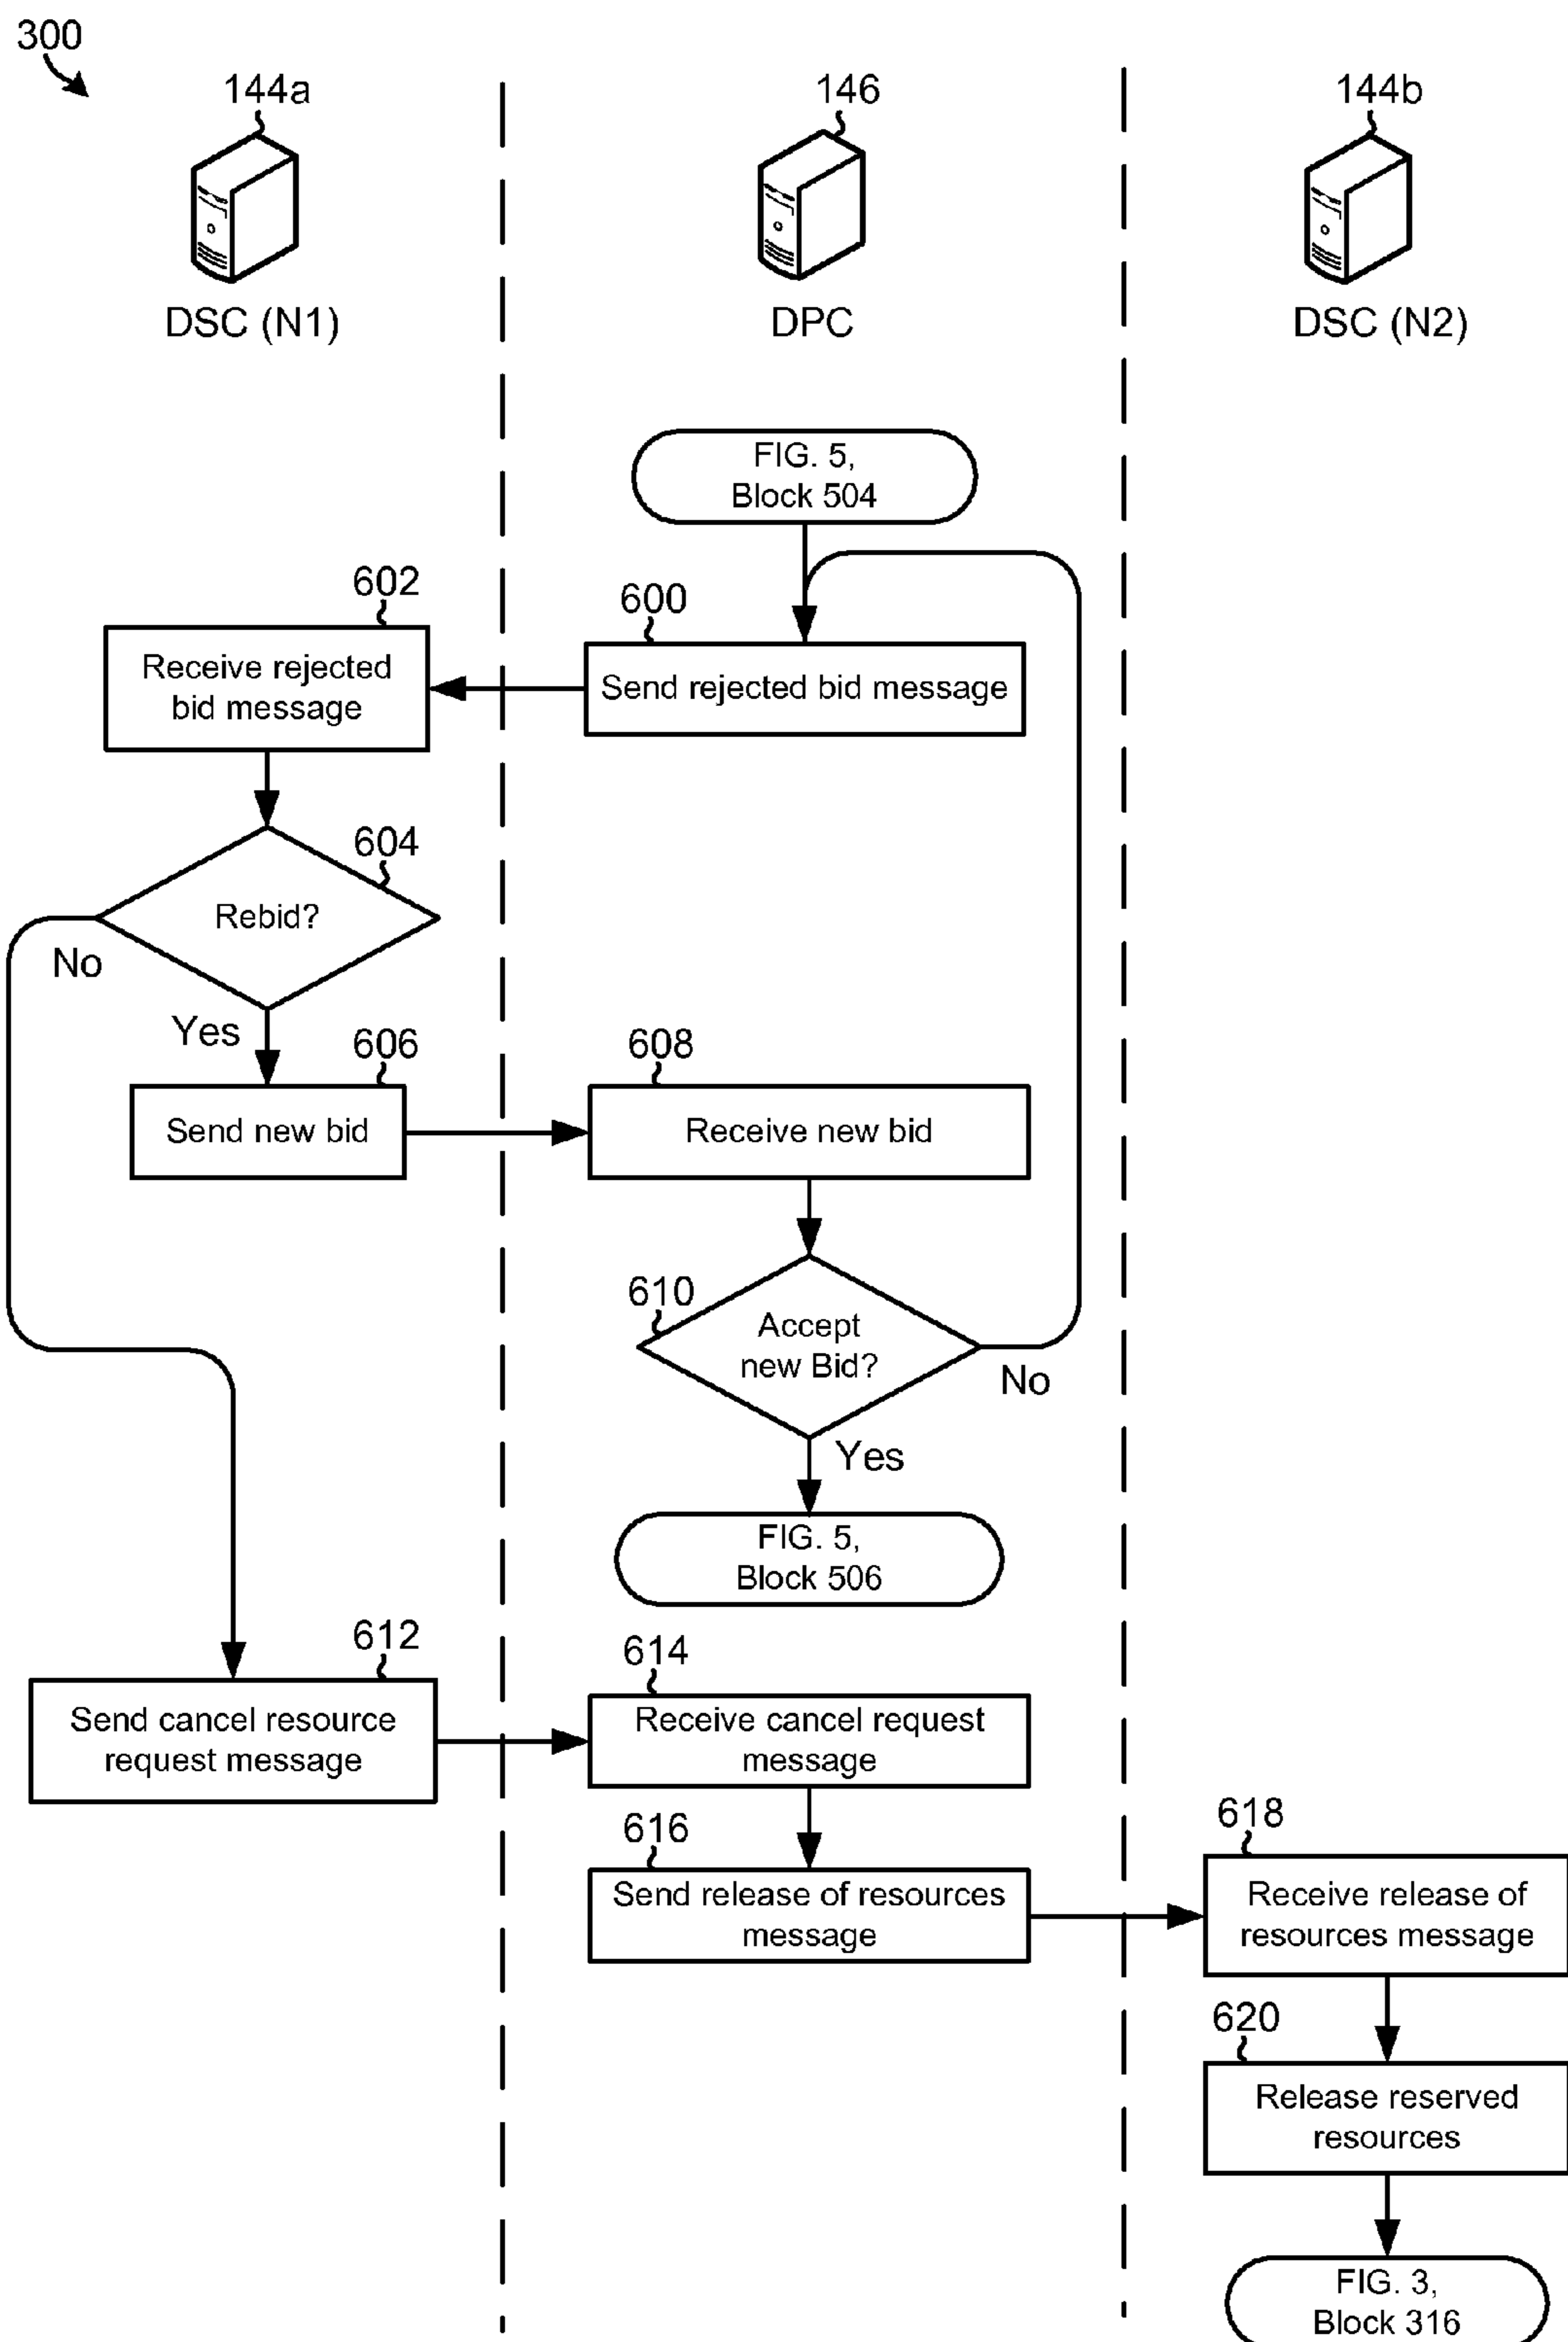 300
144a
146
144b
DSC (N1)
DPC
DSC (N2)
FIG. 5,
Block 504
602
600
Receive rejected
bid message
Send rejected bid message
604
Rebid?
No
Yes
606
608
Send new bid
Receive new bid
610
Accept
new Bid?
No
Yes
FIG. 5,
Block 506
612
614
Send cancel resource
request message
Receive cancel request
message
616
618
Send release of resources
message
Receive release of
resources message
620
Release reserved
resources
FIG. 3,
Block 316